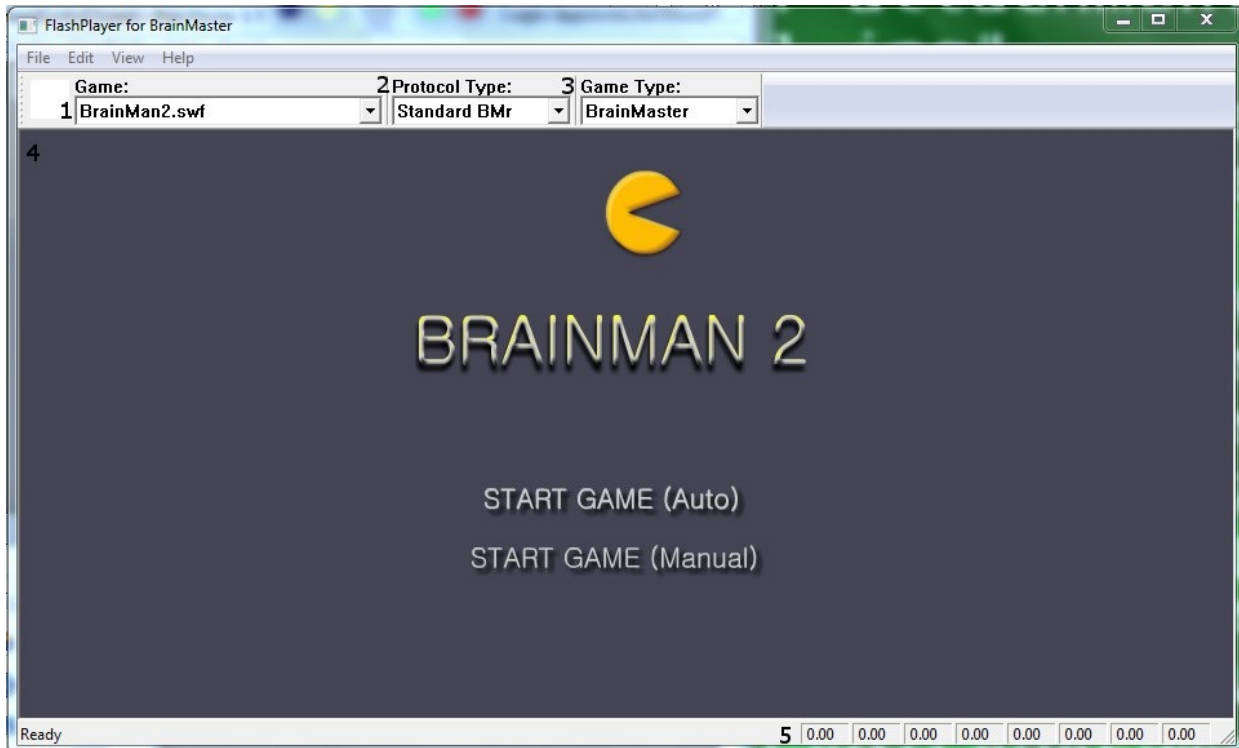 FlashPlayer for BrainMaster
File Edit View Help
Game: 2 Protocol Type: 3 Game Type:
1 BrainMan2.swf Standard BMr BrainMaster
4
BRAINMAN 2
START GAME (Auto)
START GAME (Manual)
Ready 5 0.00 0.00 0.00 0.00 0.00 0.00 0.00 0.00